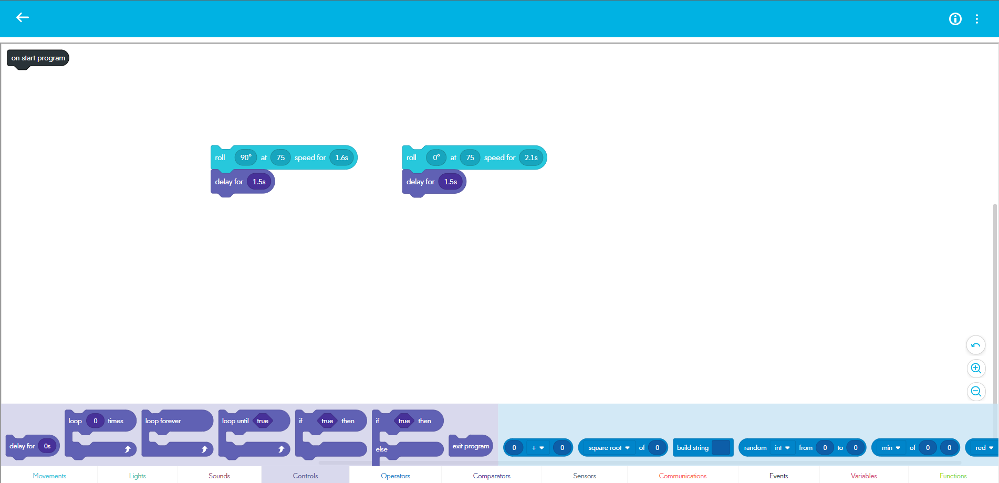 on start program
roll 90° at 75 speed for 1.6s
delay for 1.5s
roll 0° at 75 speed for 2.1s
delay for 1.5s
delay for 0s
loop 0 times
loop forever
loop until true
if true then
if true then
else
exit program
0 + 0
square root of 0
build string
random int from 0 to 0
min of 0 0
red
Movements Lights Sounds Controls Operators Comparators Sensors Communications Events Variables Functions